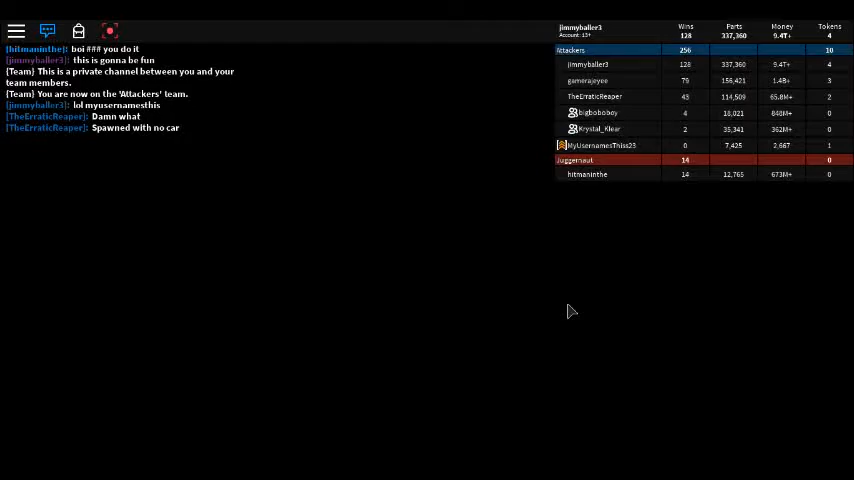 [hitmaninthe]: boi ### you do it
[jimmyballer3]: this is gonna be fun
{Team} This is a private channel between you and your
team members.
{Team} You are now on the 'Attackers' team.
[jimmyballer3]: lol myusernamesthis
[TheErraticReaper]: Damn what
[TheErraticReaper]: Spawned with no car
jimmyballer3 Wins Parts Money Tokens
Account: 13+ 128 337,360 9.4T+ 4
Attackers 256 10
jimmyballer3 128 337,360 9.4T+ 4
gamerajeyee 79 156,421 1.4B+ 3
TheErraticReaper 43 114,509 65.8M+ 2
bigboboboy 4 18,021 848M+ 0
Krystal_Klear 2 35,341 362M+ 0
MyUsernamesThiss23 0 7,425 2,667 1
Juggernaut 14 0
hitmaninthe 14 12,765 673M+ 0